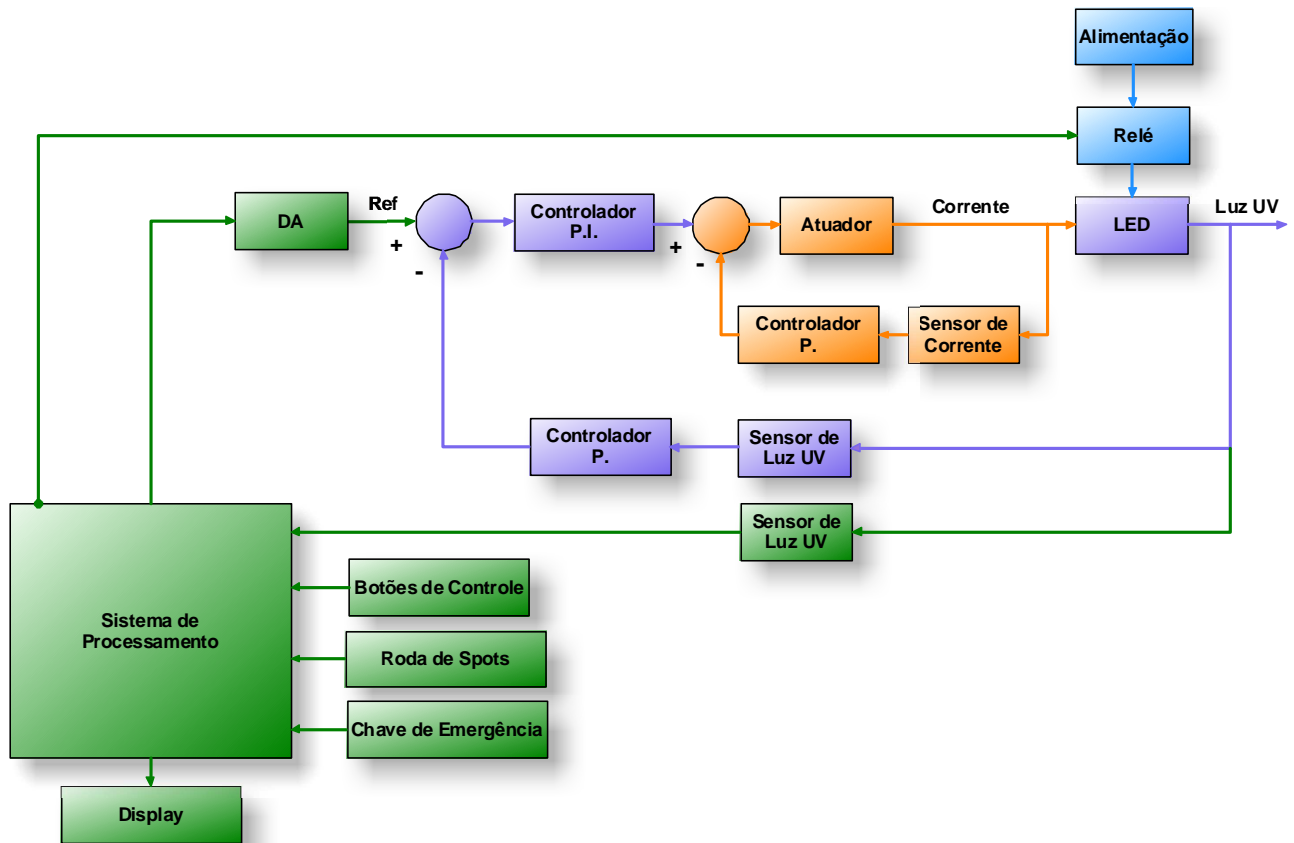 Alimentação
Relé
DA
Ref
+
-
Controlador
P.I.
+
-
Atuador
Corrente
LED
Luz UV
Controlador
P.
Sensor de
Corrente
Controlador
P.
Sensor de
Luz UV
Sensor de
Luz UV
Botões de Controle
Sistema de
Processamento
Roda de Spots
Chave de Emergência
Display